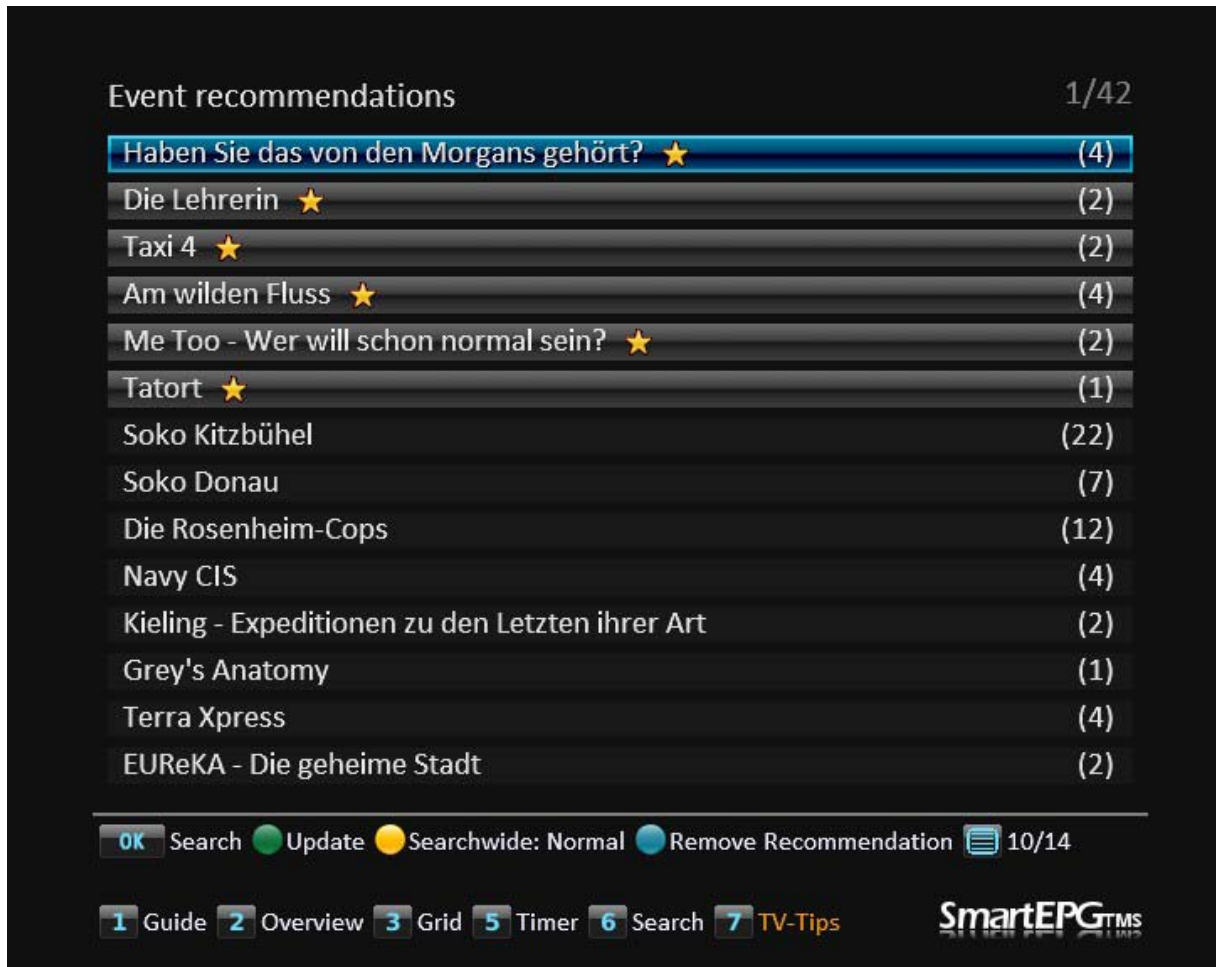 Event recommendations 1/42
Haben Sie das von den Morgans gehört? (4)
Die Lehrerin (2)
Taxi 4 (2)
Am wilden Fluss (4)
Me Too - Wer will schon normal sein? (2)
Tatort (1)
Soko Kitzbühel (22)
Soko Donau (7)
Die Rosenheim-Cops (12)
Navy CIS (4)
Kieling - Expeditionen zu den Letzten ihrer Art (2)
Grey's Anatomy (1)
Terra Xpress (4)
EUReKA - Die geheime Stadt (2)
OK Search Update Searchwide: Normal Remove Recommendation 10/14
1 Guide 2 Overview 3 Grid 5 Timer 6 Search 7 TV-Tips SmartEPGTMS